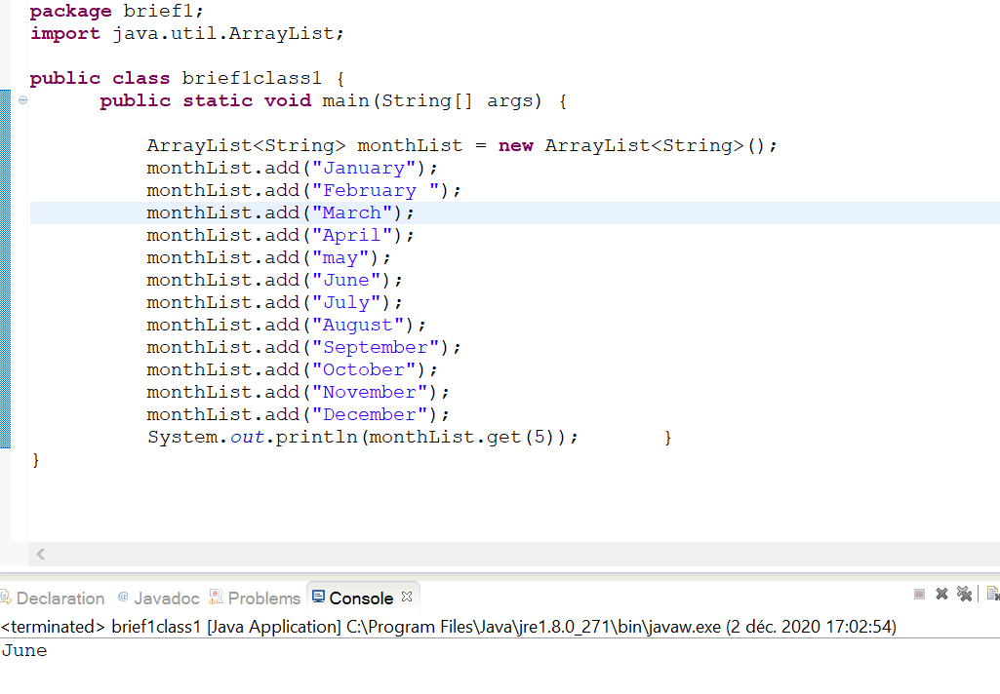 package brief1;
import java.util.ArrayList;
public class brief1class1 {
public static void main(String[] args) {
ArrayList<String> monthList = new ArrayList<String>();
monthList.add("January");
monthList.add("February ");
monthList.add("March");
monthList.add("April");
monthList.add("may");
monthList.add("June");
monthList.add("July");
monthList.add("August");
monthList.add("September");
monthList.add("October");
monthList.add("November");
monthList.add("December");
System.out.println(monthList.get(5)); }
}
Declaration @ Javadoc Problems Console
<terminated> brief1class1 [Java Application] C:\Program Files\Java\jre1.8.0_271\bin\javaw.exe (2 déc. 2020 17:02:54)
June